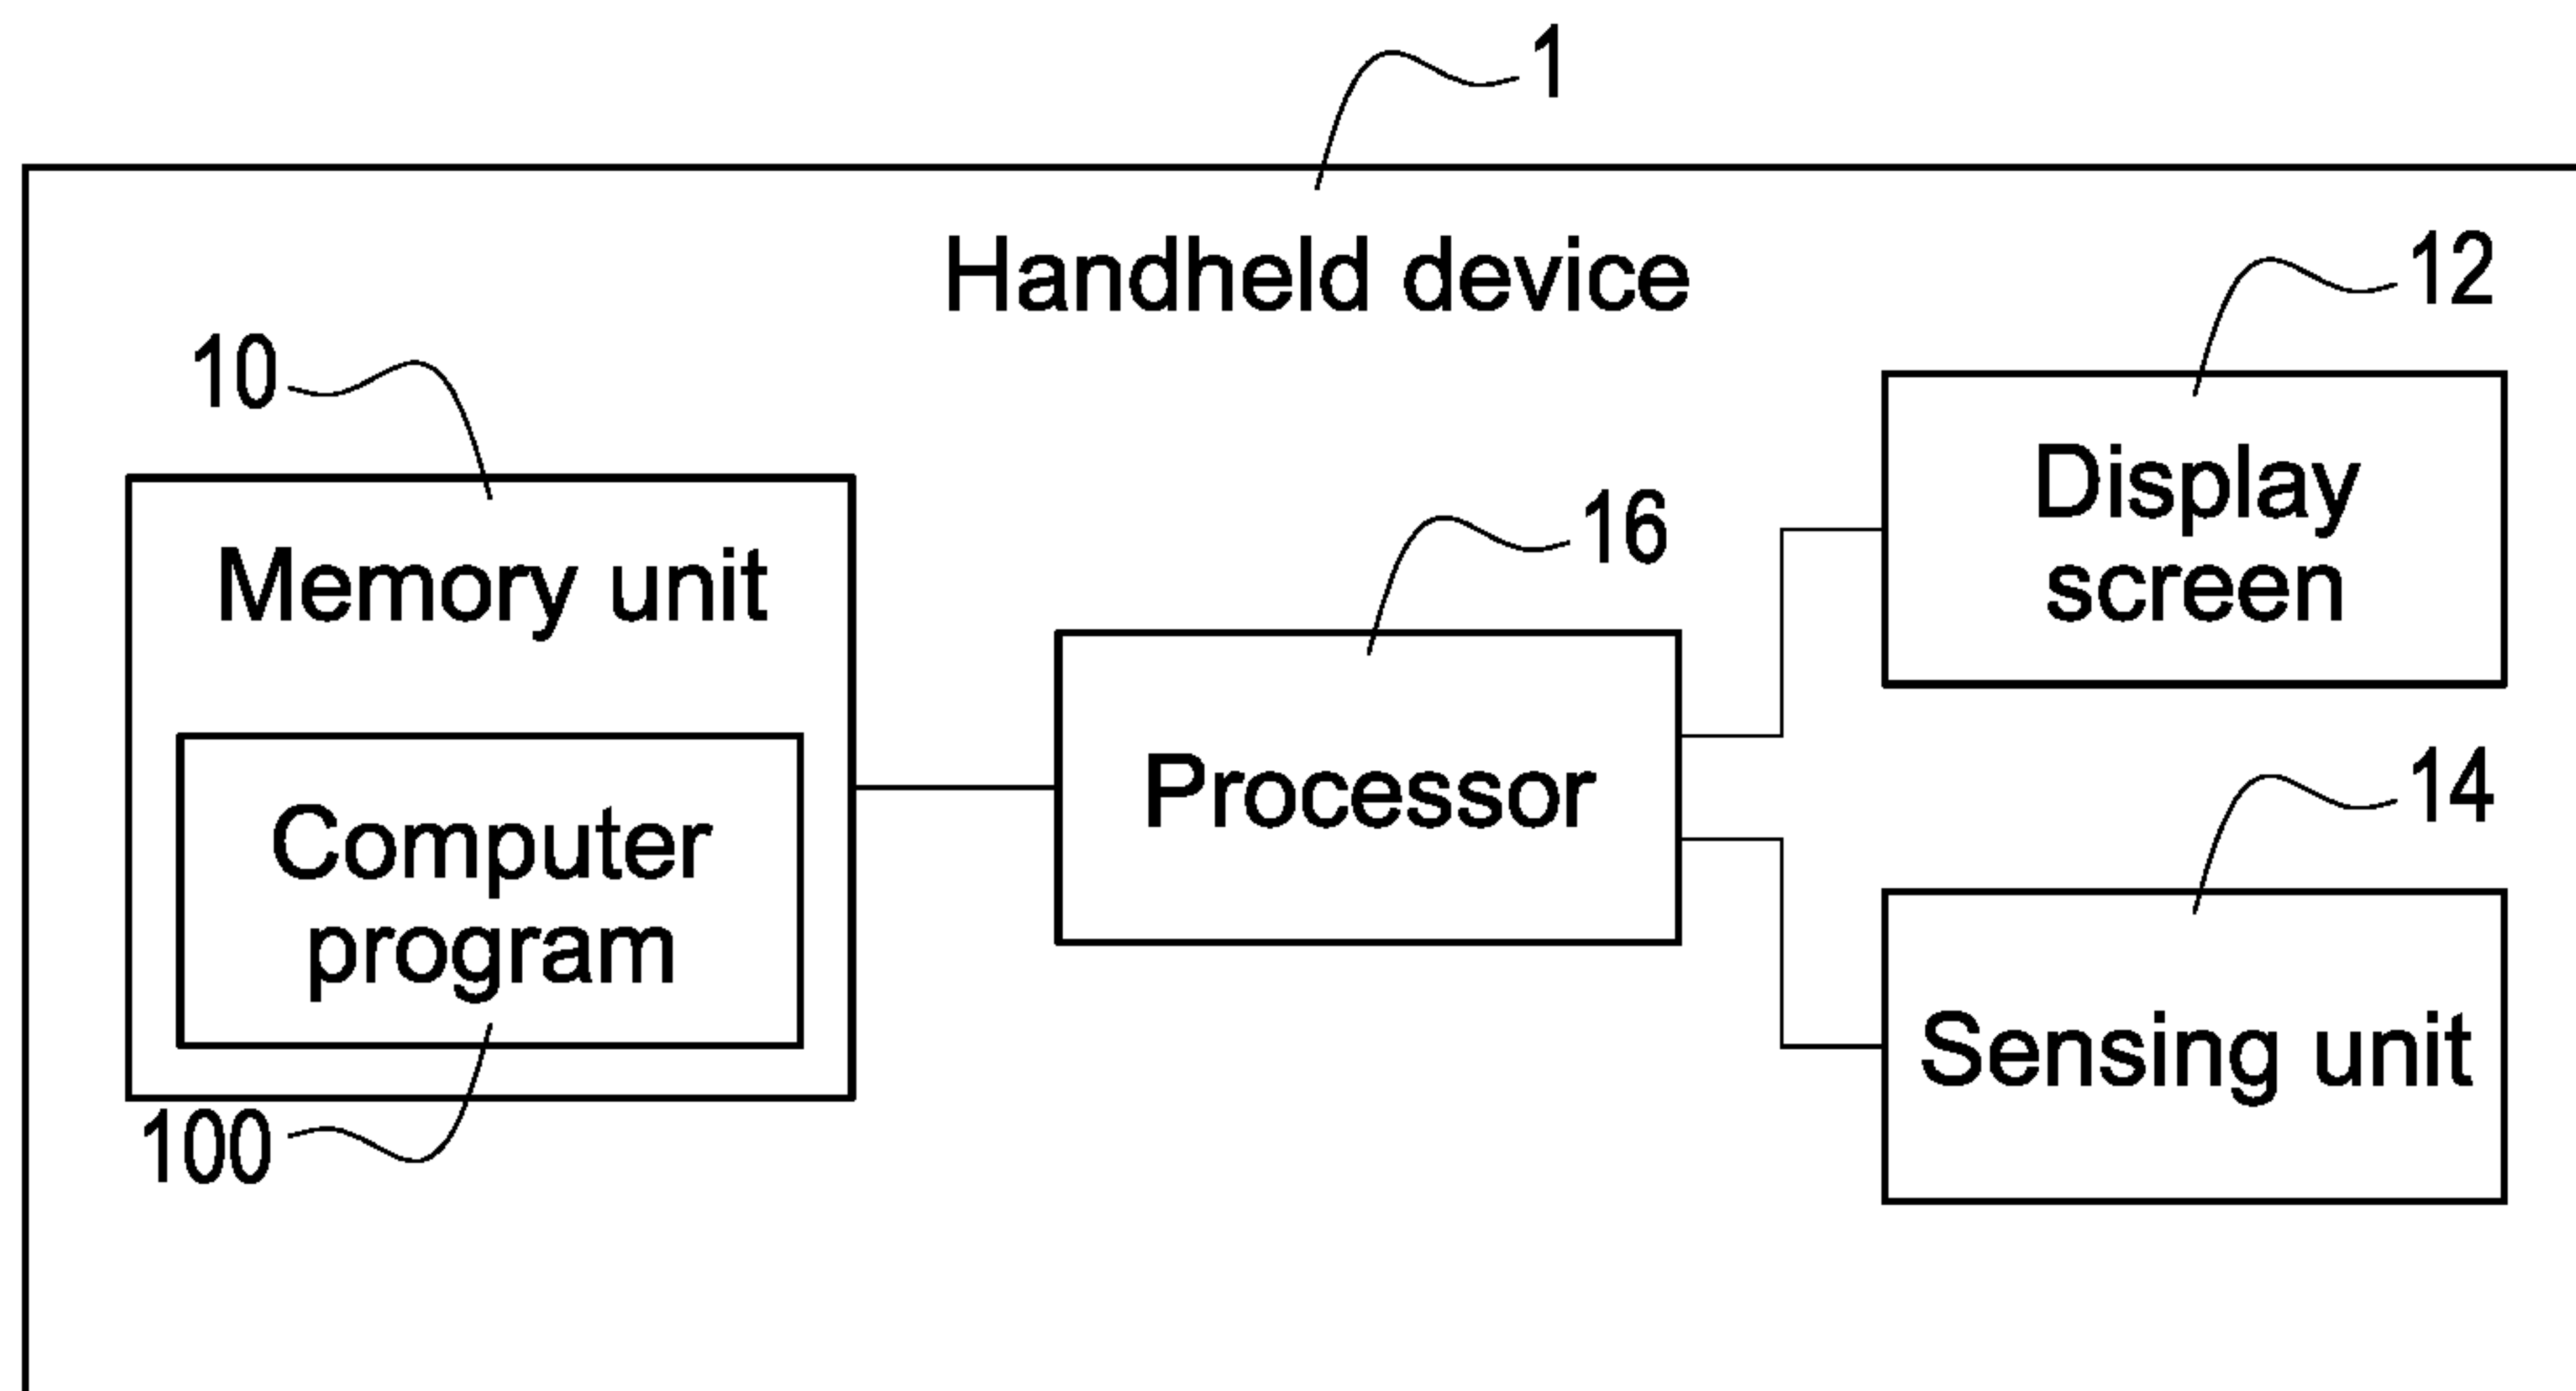 1
Handheld device
12
10
Display
screen
16
Memory unit
Processor
14
Computer
program
Sensing unit
100